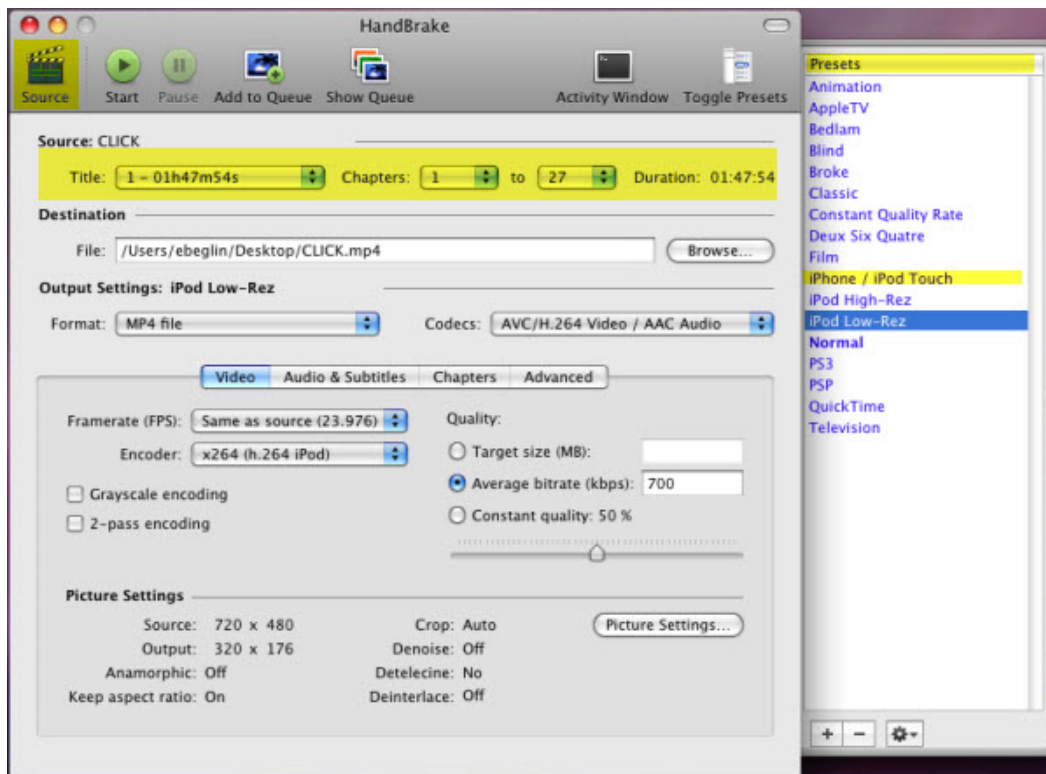 HandBrake
Source Start Pause Add to Queue Show Queue Activity Window Toggle Presets
Source: CLICK
Title: 1 - 01h47m54s Chapters: 1 to 27 Duration: 01:47:54
Destination
File: /Users/ebeglin/Desktop/CLICK.mp4 Browse...
Output Settings: iPod Low-Rez
Format: MP4 file Codecs: AVC/H.264 Video / AAC Audio
Video Audio & Subtitles Chapters Advanced
Framerate (FPS): Same as source (23.976) Quality:
Target size (MB):
Encoder: x264 (h.264 iPod)
Average bitrate (kbps): 700
Grayscale encoding
Constant quality: 50 %
2-pass encoding
Picture Settings
Source: 720 x 480 Crop: Auto Picture Settings...
Output: 320 x 176 Denoise: Off
Anamorphic: Off Detelecine: No
Keep aspect ratio: On Deinterlace: Off
Presets
Animation
AppleTV
Bedlam
Blind
Broke
Classic
Constant Quality Rate
Deux Six Quatre
Film
iPhone / iPod Touch
iPod High-Rez
iPod Low-Rez
Normal
PS3
PSP
QuickTime
Television